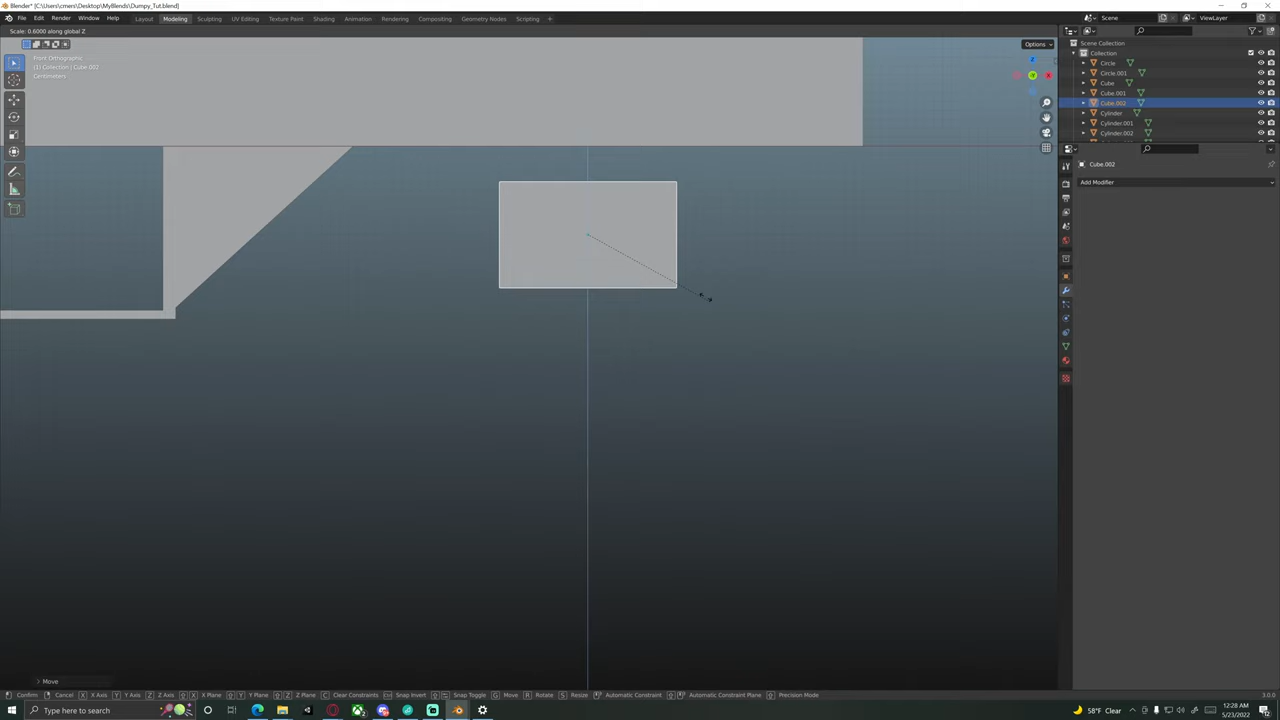 Blender* [C:\Users\cmers\Desktop\MyBlends\Dumpy_Tut.blend]
File Edit Render Window Help Layout Modeling Sculpting UV Editing Texture Paint Shading Animation Rendering Compositing Geometry Nodes Scripting + Scene ViewLayer
Scale: 0.6000 along global Z
Options
Front Orthographic
(1) Collection | Cube.002
Centimeters
Scene Collection
Collection
Circle
Circle.001
Cube
Cube.001
Cube.002
Cylinder
Cylinder.001
Cylinder.002
Cube.002
Add Modifier
Move
Confirm Cancel X X Axis Y Y Axis Z Z Axis X X Plane Y Y Plane Z Z Plane C Clear Constraints Snap Invert Snap Toggle G Move R Rotate S Resize Automatic Constraint Automatic Constraint Plane Precision Mode 3.0.0
Type here to search 58°F Clear 12:28 AM
5/23/2022